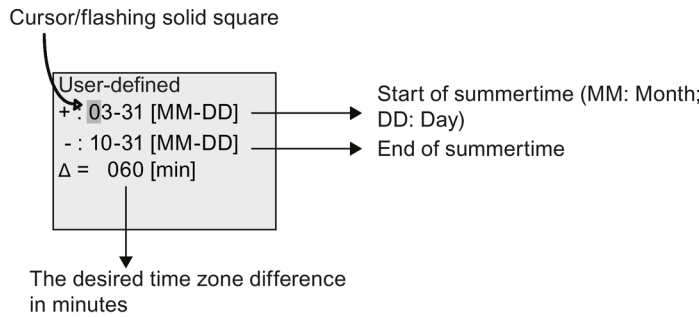 Cursor/flashing solid square
User-defined
+ : 03-31 [MM-DD]
Start of summertime (MM: Month;
DD: Day)
- : 10-31 [MM-DD]
End of summertime
Δ = 060 [min]
The desired time zone difference
in minutes